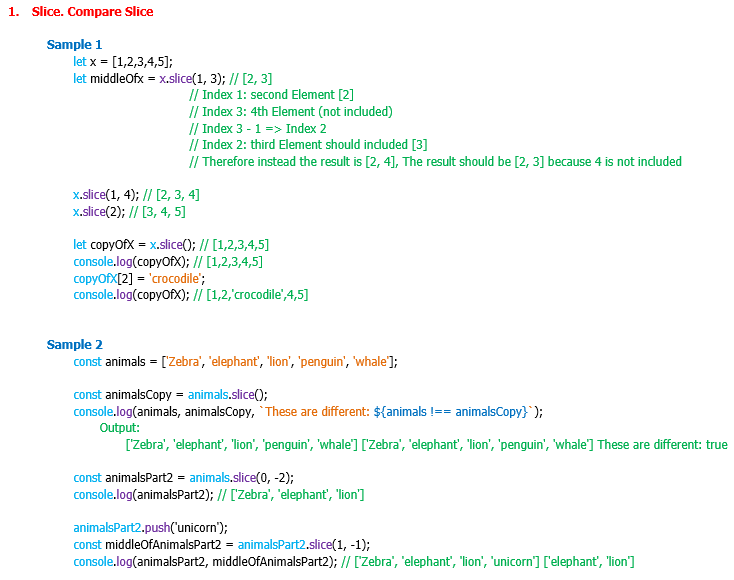 1. Slice. Compare Slice
Sample 1
let x = [1,2,3,4,5];
let middleOfx = x.slice(1, 3); // [2, 3]
// Index 1: second Element [2]
// Index 3: 4th Element (not included)
// Index 3 - 1 => Index 2
// Index 2: third Element should included [3]
// Therefore instead the result is [2, 4], The result should be [2, 3] because 4 is not included
x.slice(1, 4); // [2, 3, 4]
x.slice(2); // [3, 4, 5]
let copyOfX = x.slice(); // [1,2,3,4,5]
console.log(copyOfX); // [1,2,3,4,5]
copyOfX[2] = 'crocodile';
console.log(copyOfX); // [1,2,'crocodile',4,5]
Sample 2
const animals = ['Zebra', 'elephant', 'lion', 'penguin', 'whale'];
const animalsCopy = animals.slice();
console.log(animals, animalsCopy, `These are different: ${animals !== animalsCopy}`);
Output:
['Zebra', 'elephant', 'lion', 'penguin', 'whale'] ['Zebra', 'elephant', 'lion', 'penguin', 'whale'] These are different: true
const animalsPart2 = animals.slice(0, -2);
console.log(animalsPart2); // ['Zebra', 'elephant', 'lion']
animalsPart2.push('unicorn');
const middleOfAnimalsPart2 = animalsPart2.slice(1, -1);
console.log(animalsPart2, middleOfAnimalsPart2); // ['Zebra', 'elephant', 'lion', 'unicorn'] ['elephant', 'lion']